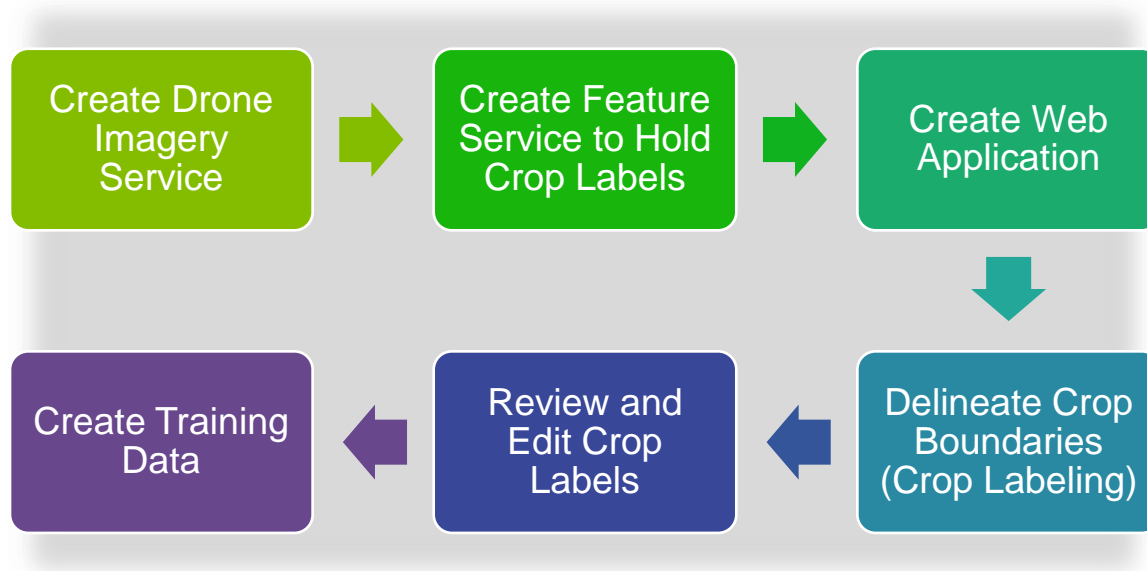 Create Drone
Imagery
Service
Create Feature
Service to Hold
Crop Labels
Create Web
Application
Delineate Crop
Boundaries
(Crop Labeling)
Review and
Edit Crop
Labels
Create Training
Data